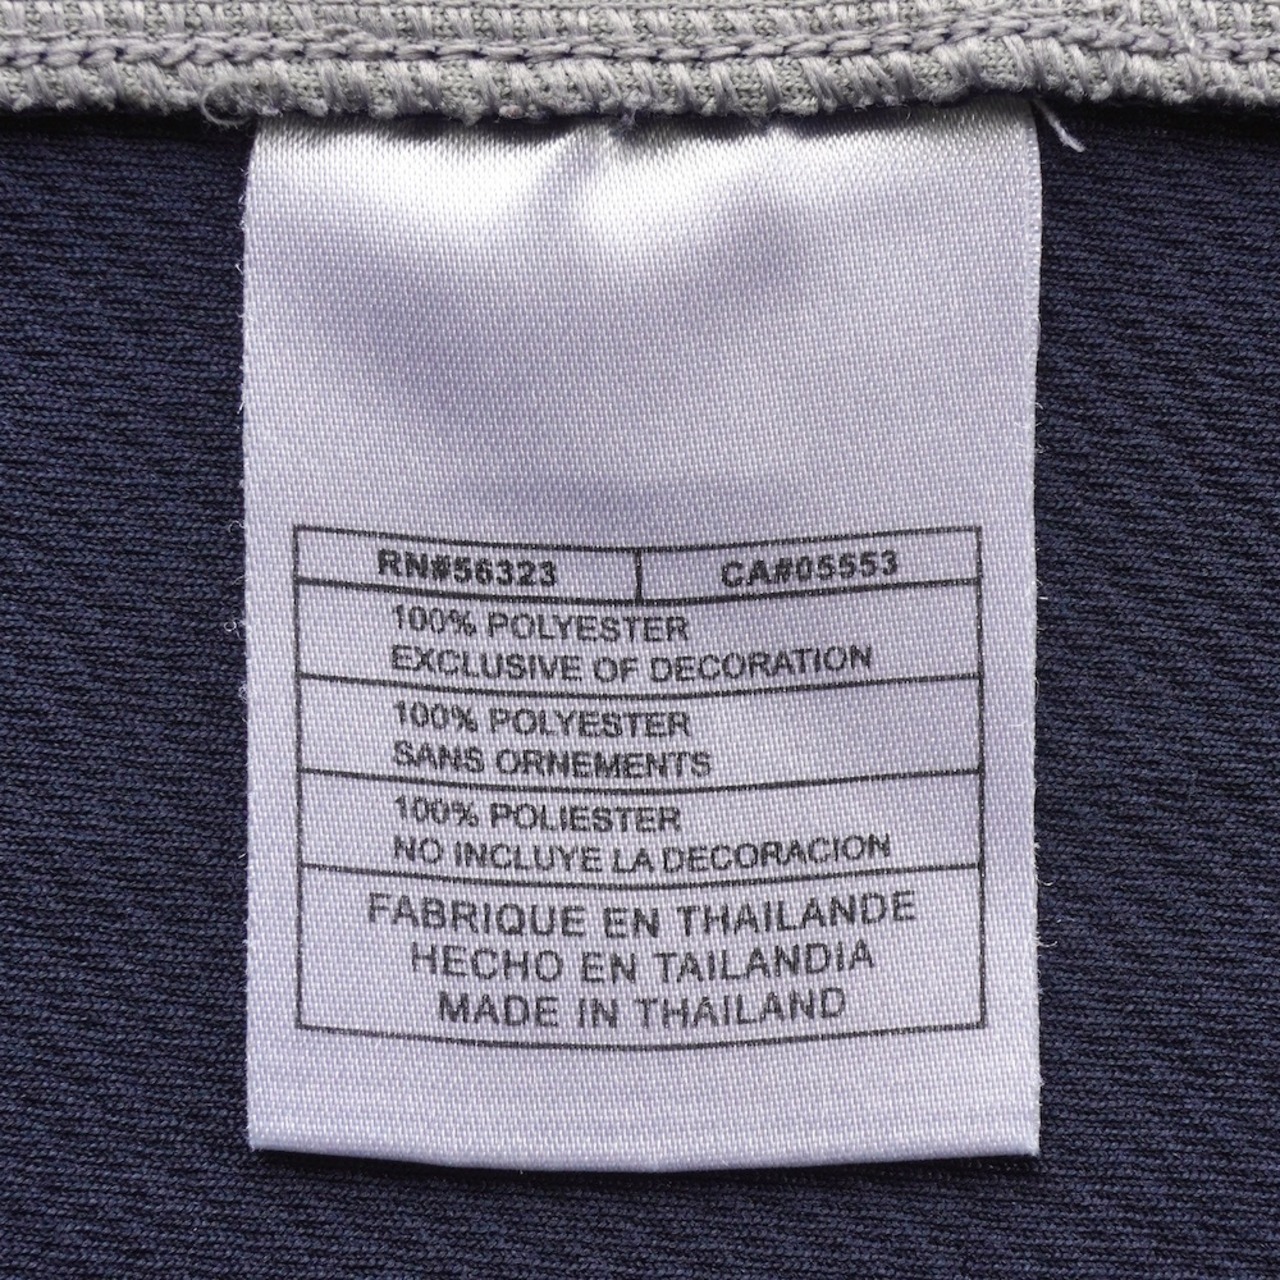 RN#56323 CA#05553
100% POLYESTER
EXCLUSIVE OF DECORATION
100% POLYESTER
SANS ORNEMENTS
100% POLIESTER
NO INCLUYE LA DECORACION
FABRIQUE EN THAILANDE
HECHO EN TAILANDIA
MADE IN THAILAND